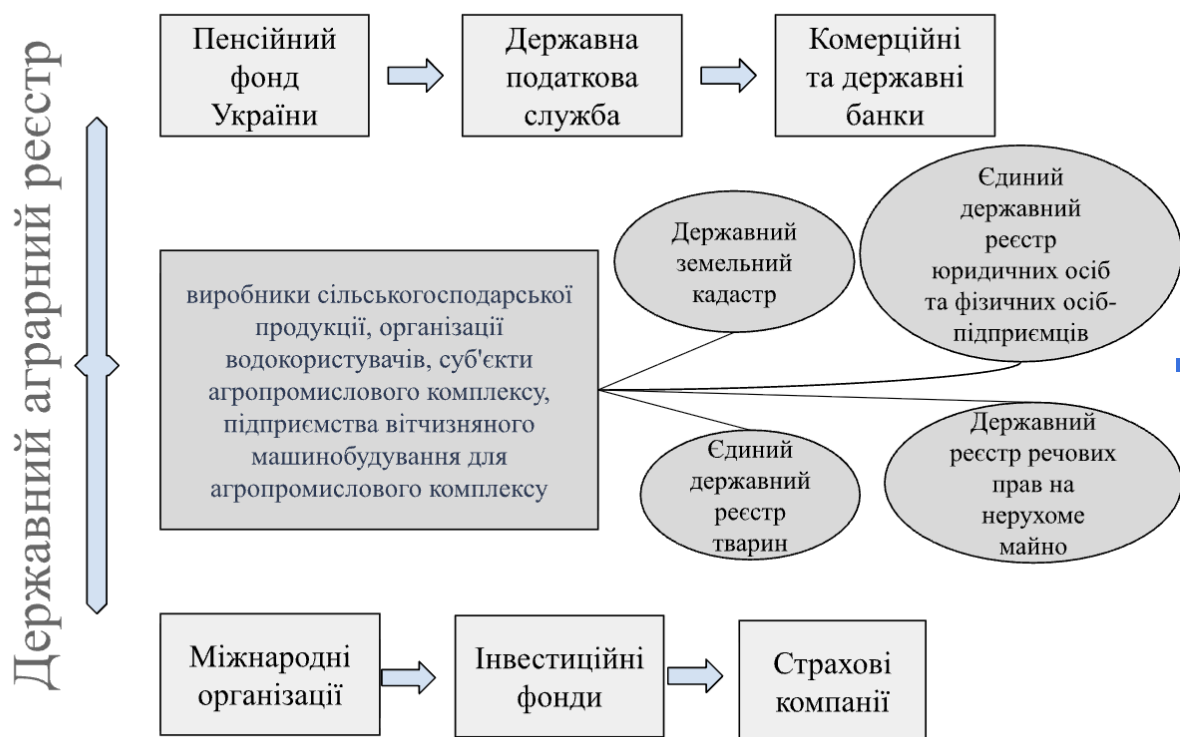 Державний аграрний реєстр
Пенсійний
фонд
України
Державна
податкова
служба
Комерційні
та державні
банки
виробники сільськогосподарської
продукції, організації
водокористувачів, суб'єкти
агропромислового комплексу,
підприємства вітчизняного
машинобудування для
агропромислового комплексу
Державний
земельний
кадастр
Єдиний
державний
реєстр
юридичних осіб
та фізичних осіб-
підприємців
Єдиний
державний
реєстр
тварин
Державний
реєстр речових
прав на
нерухоме
майно
Міжнародні
організації
Інвестиційні
фонди
Страхові
компанії